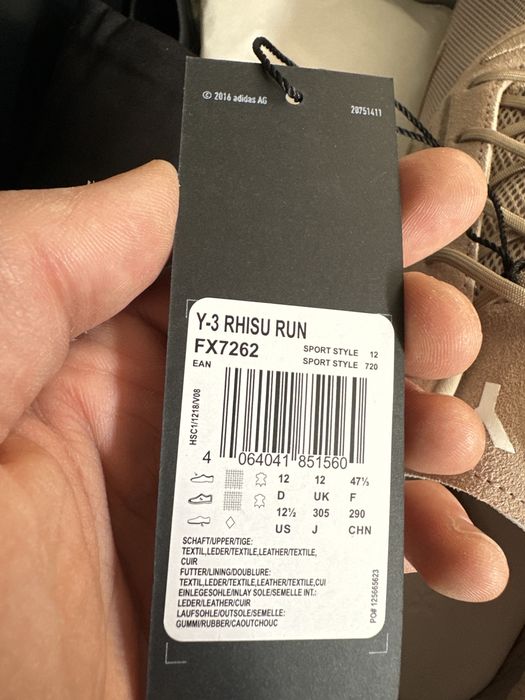 © 2016 adidas AG 20751411
Y-3 RHISU RUN
FX7262 SPORT STYLE 12
SPORT STYLE 720
EAN
HSC1/1218/V08
4 064041 851560
12 12 47⅓
D UK F
12½ 305 290
US J CHN
SCHAFT/UPPER/TIGE:
TEXTIL,LEDER/TEXTILE,LEATHER/TEXTILE,
CUIR
FUTTER/LINING/DOUBLURE:
TEXTIL,LEDER/TEXTILE,LEATHER/TEXTILE,CUI
EINLEGESOHLE/INLAY SOLE/SEMELLE INT.:
LEDER/LEATHER/CUIR
LAUFSOHLE/OUTSOLE/SEMELLE:
GUMMI/RUBBER/CAOUTCHOUC
PO# 125665623